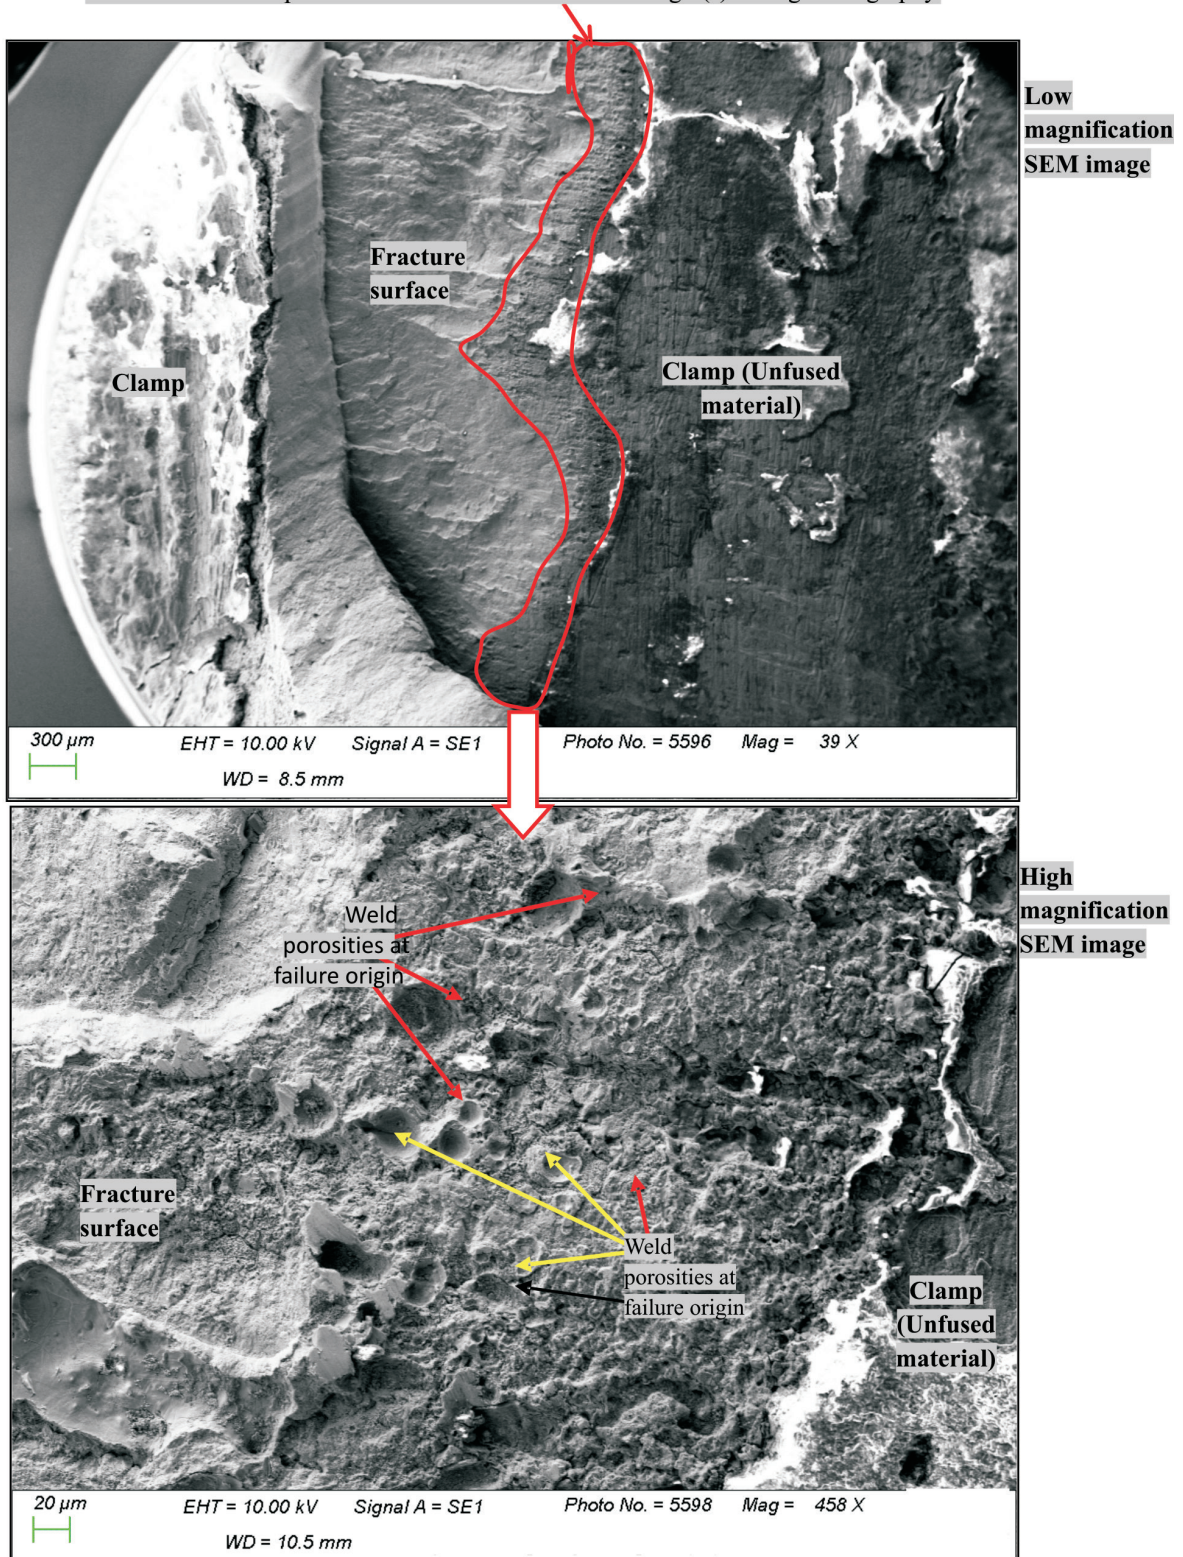 Low
magnification
SEM image
Fracture
surface
Clamp
Clamp (Unfused
material)
300 µm
EHT = 10.00 kV Signal A = SE1 Photo No. = 5596 Mag = 39 X
WD = 8.5 mm
High
magnification
SEM image
Weld
porosities at
failure origin
Fracture
surface
Weld
porosities at
failure origin
Clamp
(Unfused
material)
20 µm
EHT = 10.00 kV Signal A = SE1 Photo No. = 5598 Mag = 458 X
WD = 10.5 mm